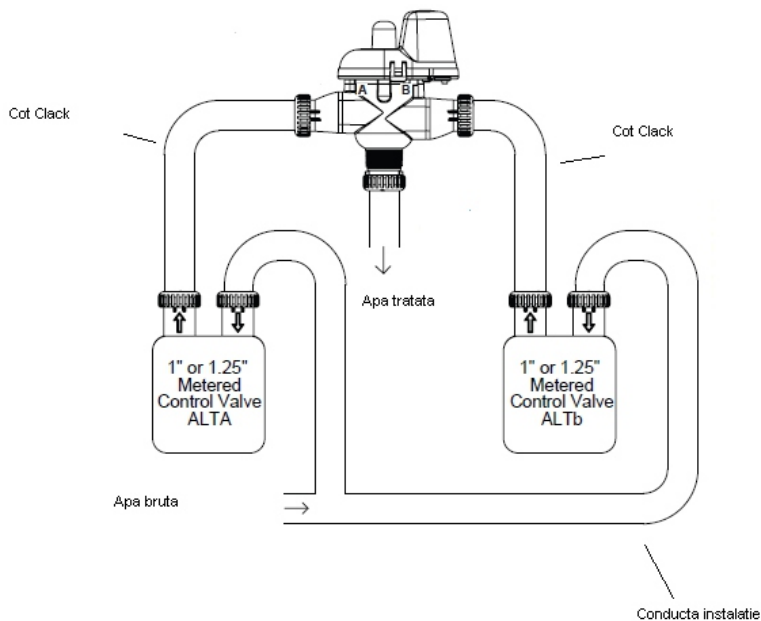 A B
Cot Clack
Cot Clack
Apa tratata
1" or 1.25"
Metered
Control Valve
ALTA
1" or 1.25"
Metered
Control Valve
ALTb
Apa bruta
Conducta instalatie